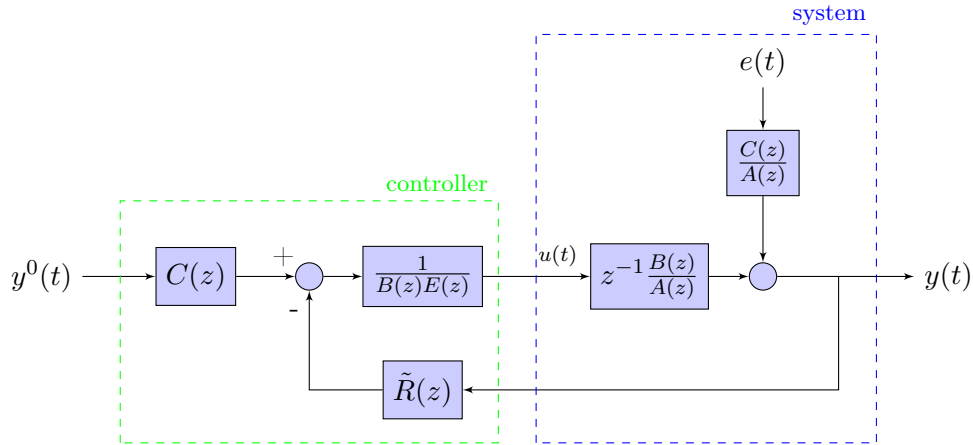 system
e(t)
C(z)
A(z)
controller
y⁰(t)
C(z)
+
-
1
B(z)E(z)
u(t)
z⁻¹ B(z)
A(z)
y(t)
R̃(z)